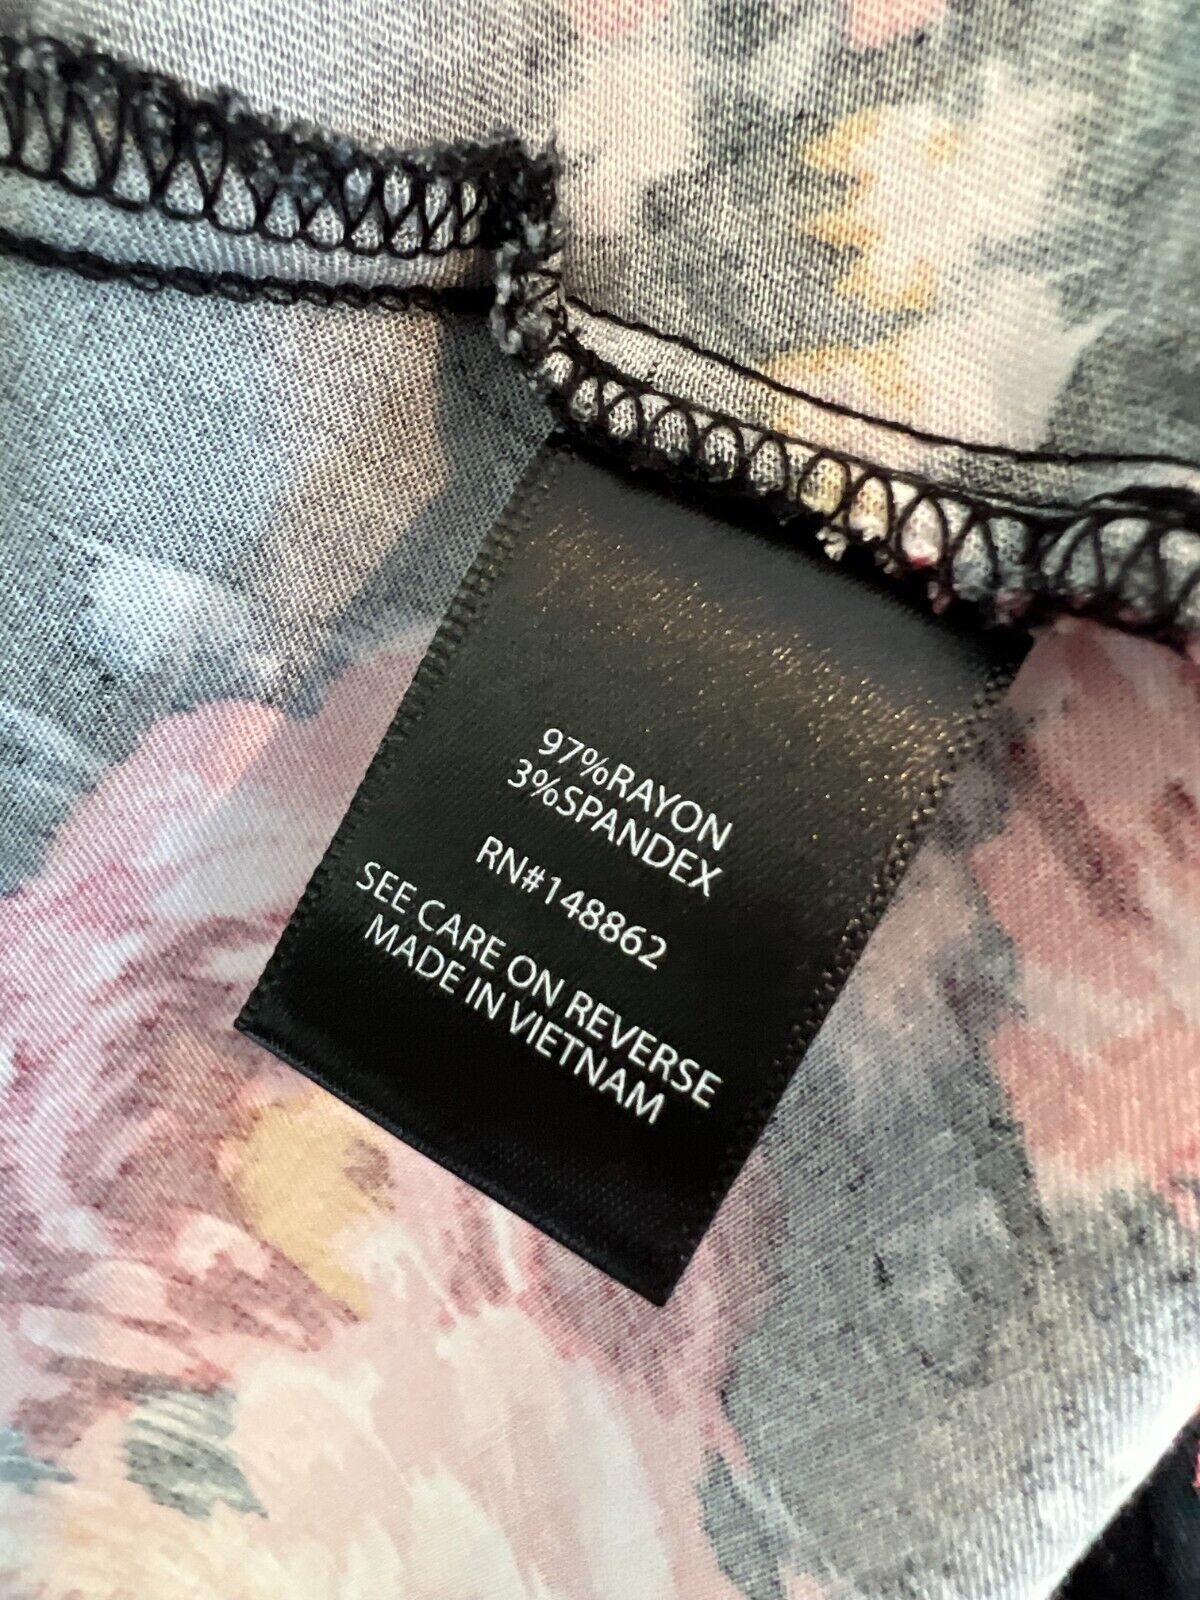 97%RAYON
3%SPANDEX
RN#148862
SEE CARE ON REVERSE
MADE IN VIETNAM